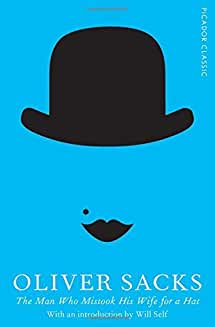 PICADOR CLASSIC
OLIVER SACKS
The Man Who Mistook His Wife for a Hat
With an introduction by Will Self